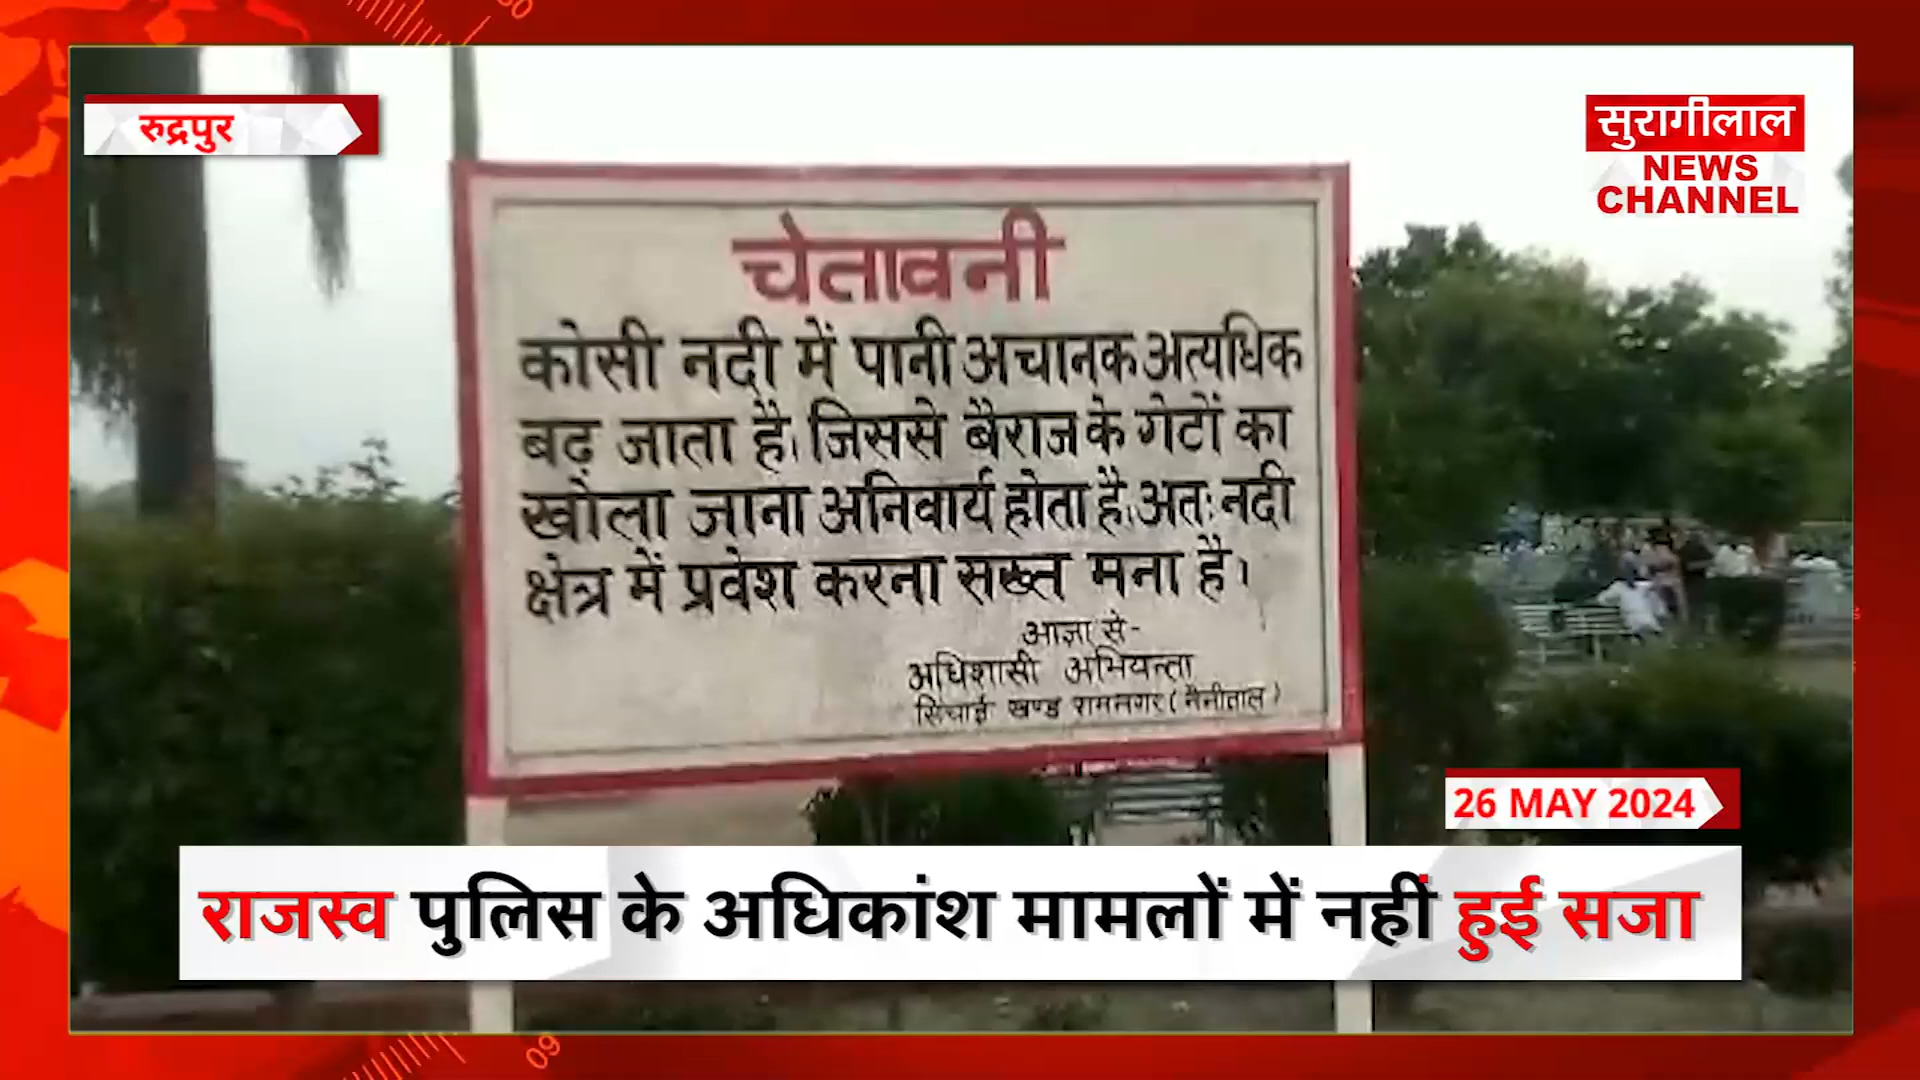 रुद्रपुर
सुरागीलाल
NEWS
CHANNEL
चेतावनी
कोसी नदी में पानी अचानक अत्यधिक
बढ़ जाता है। जिससे बैराज के गेटों का
खोला जाना अनिवार्य होता है। अतः नदी
क्षेत्र में प्रवेश करना सख्त मना है।
आज्ञा से-
अधिशासी अभियन्ता
सिंचाई खण्ड रामनगर (नैनीताल)
26 MAY 2024
राजस्व पुलिस के अधिकांश मामलों में नहीं हुई सजा
60